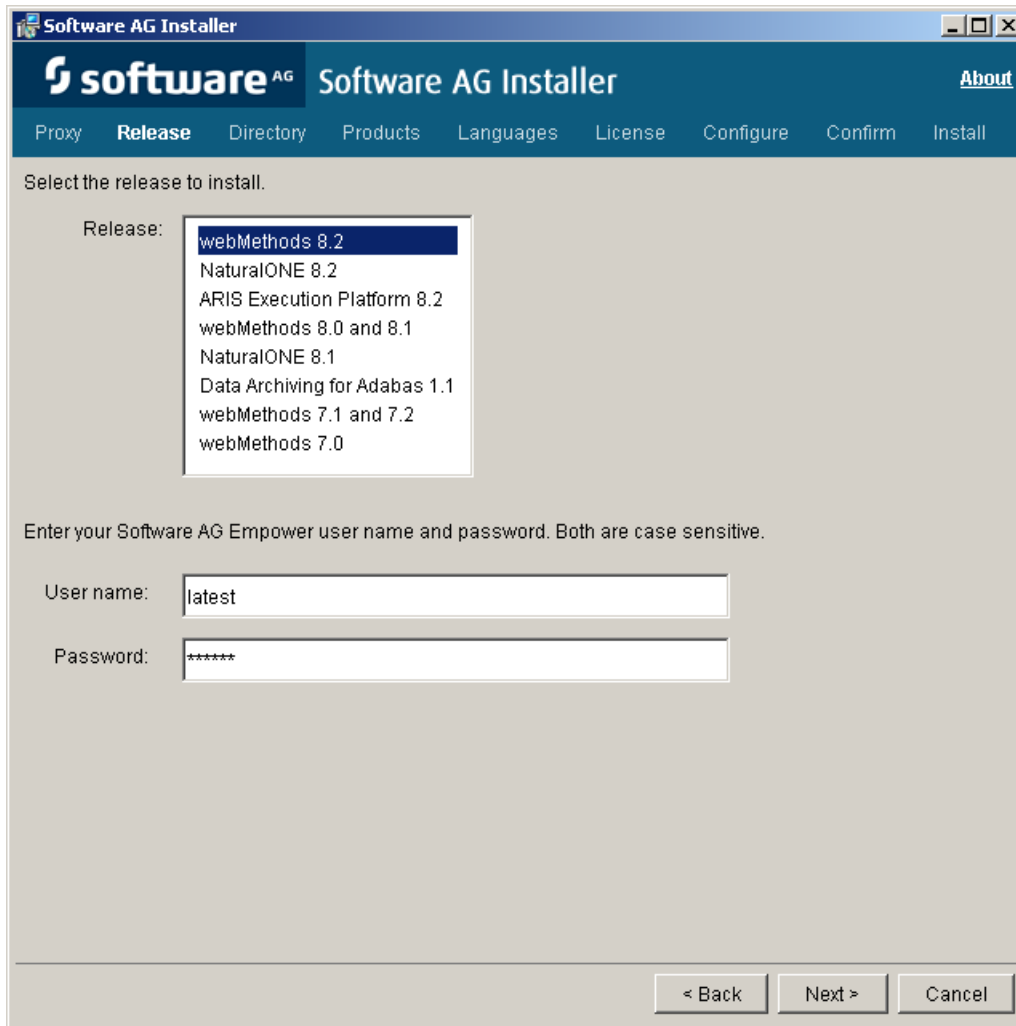 Software AG Installer
software AG Software AG Installer About
Proxy Release Directory Products Languages License Configure Confirm Install
Select the release to install.
Release:
webMethods 8.2
NaturalONE 8.2
ARIS Execution Platform 8.2
webMethods 8.0 and 8.1
NaturalONE 8.1
Data Archiving for Adabas 1.1
webMethods 7.1 and 7.2
webMethods 7.0
Enter your Software AG Empower user name and password. Both are case sensitive.
User name: latest
Password: ******
< Back Next > Cancel